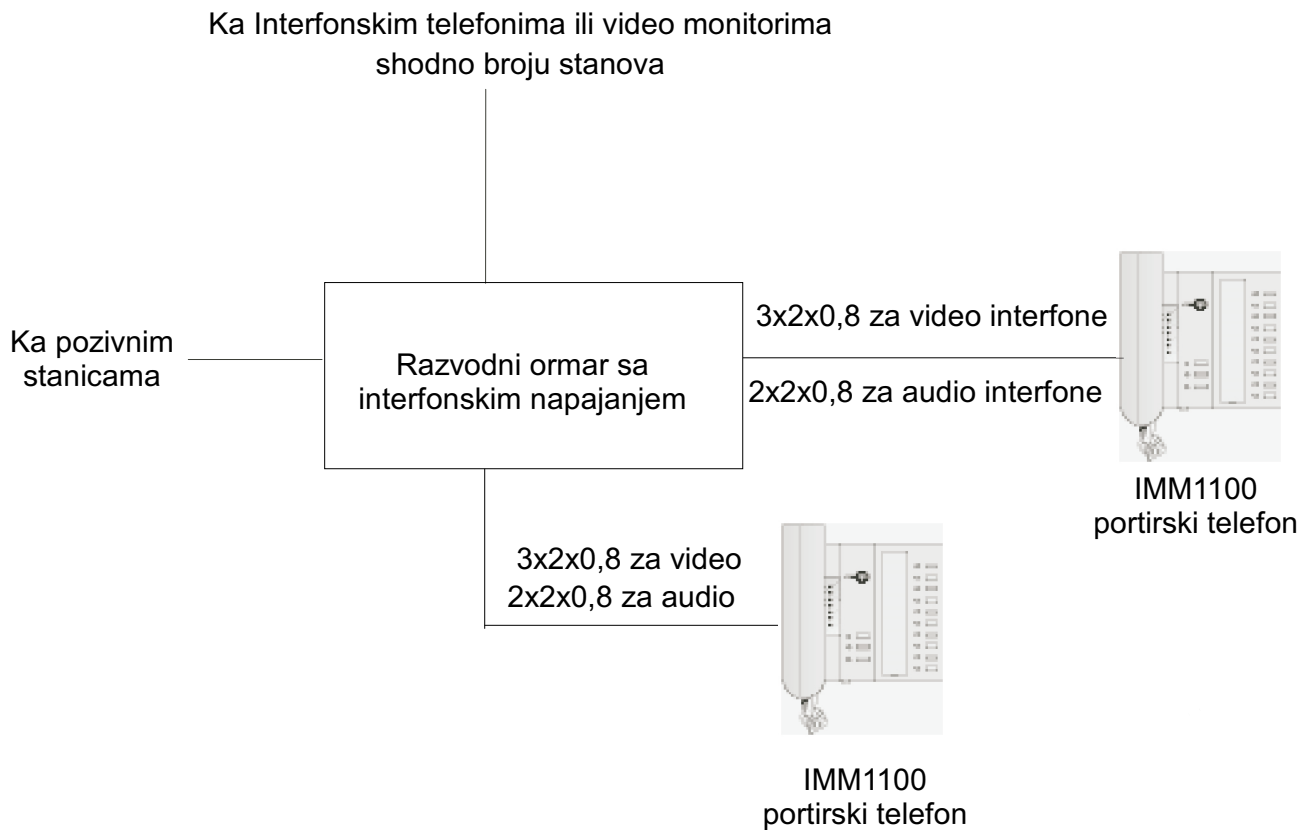 Ka Interfonskim telefonima ili video monitorima
shodno broju stanova
Ka pozivnim
stanicama
Razvodni ormar sa
interfonskim napajanjem
3x2x0,8 za video interfone
2x2x0,8 za audio interfone
IMM1100
portirski telefon
3x2x0,8 za video
2x2x0,8 za audio
IMM1100
portirski telefon